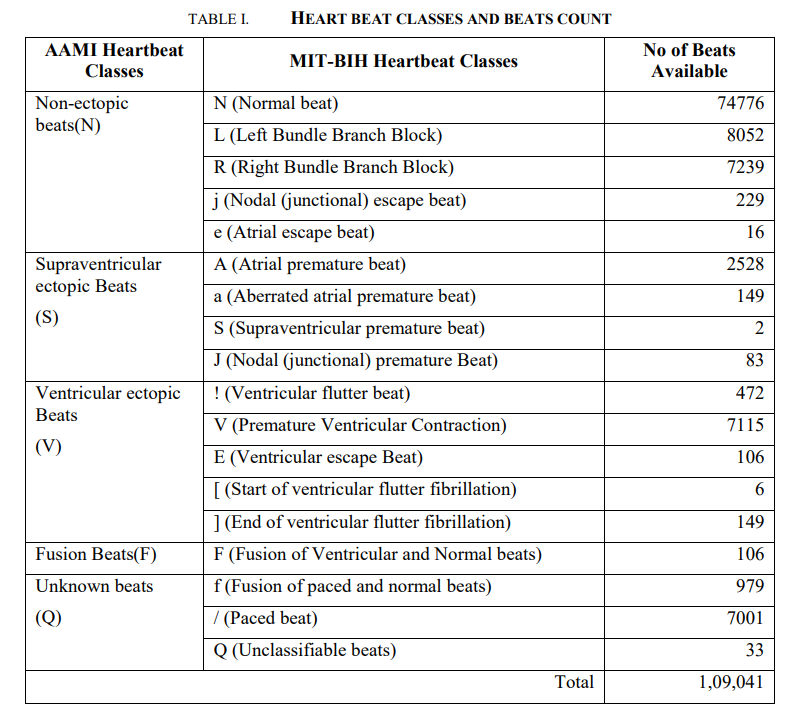 TABLE I. HEART BEAT CLASSES AND BEATS COUNT
AAMI Heartbeat Classes MIT-BIH Heartbeat Classes No of Beats Available
Non-ectopic beats(N) N (Normal beat) 74776
L (Left Bundle Branch Block) 8052
R (Right Bundle Branch Block) 7239
j (Nodal (junctional) escape beat) 229
e (Atrial escape beat) 16
Supraventricular ectopic Beats (S) A (Atrial premature beat) 2528
a (Aberrated atrial premature beat) 149
S (Supraventricular premature beat) 2
J (Nodal (junctional) premature Beat) 83
Ventricular ectopic Beats (V) ! (Ventricular flutter beat) 472
V (Premature Ventricular Contraction) 7115
E (Ventricular escape Beat) 106
[ (Start of ventricular flutter fibrillation) 6
] (End of ventricular flutter fibrillation) 149
Fusion Beats(F) F (Fusion of Ventricular and Normal beats) 106
Unknown beats (Q) f (Fusion of paced and normal beats) 979
/ (Paced beat) 7001
Q (Unclassifiable beats) 33
Total 1,09,041